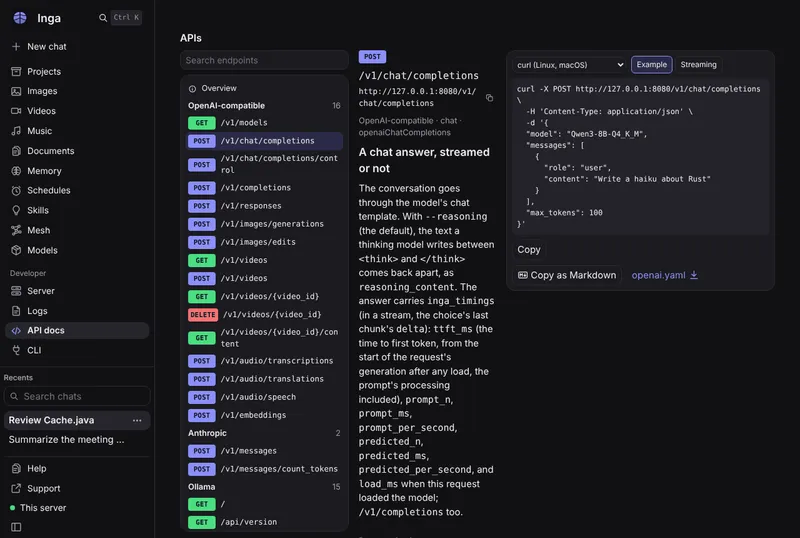 Inga
Ctrl K
New chat
Projects
Images
Videos
Music
Documents
Memory
Schedules
Skills
Mesh
Models
Developer
Server
Logs
API docs
CLI
Recents
Search chats
Review Cache.java
Summarize the meeting ...
Help
Support
This server
APIs
Search endpoints
Overview
OpenAI-compatible 16
GET /v1/models
POST /v1/chat/completions
POST /v1/chat/completions/cont
rol
POST /v1/completions
POST /v1/responses
POST /v1/images/generations
POST /v1/images/edits
GET /v1/videos
POST /v1/videos
GET /v1/videos/{video_id}
DELETE /v1/videos/{video_id}
GET /v1/videos/{video_id}/con
tent
POST /v1/audio/transcriptions
POST /v1/audio/translations
POST /v1/audio/speech
POST /v1/embeddings
Anthropic 2
POST /v1/messages
POST /v1/messages/count_tokens
Ollama 15
GET /
GET /api/version
POST
/v1/chat/completions
http://127.0.0.1:8080/v1/
chat/completions
OpenAI-compatible · chat ·
openaiChatCompletions
A chat answer, streamed
or not
The conversation goes
through the model's chat
template. With --reasoning
(the default), the text a
thinking model writes between
<think> and </think>
comes back apart, as
reasoning_content. The
answer carries inga_timings
(in a stream, the choice's last
chunk's delta): ttft_ms (the
time to first token, from the
start of the request's
generation after any load, the
prompt's processing
included), prompt_n,
prompt_ms,
prompt_per_second,
predicted_n,
predicted_ms,
predicted_per_second, and
load_ms when this request
loaded the model;
/v1/completions too.
curl (Linux, macOS)
Example
Streaming
curl -X POST http://127.0.0.1:8080/v1/chat/completions
\
-H 'Content-Type: application/json' \
-d '{
"model": "Qwen3-8B-Q4_K_M",
"messages": [
{
"role": "user",
"content": "Write a haiku about Rust"
}
],
"max_tokens": 100
}'
Copy
Copy as Markdown
openai.yaml